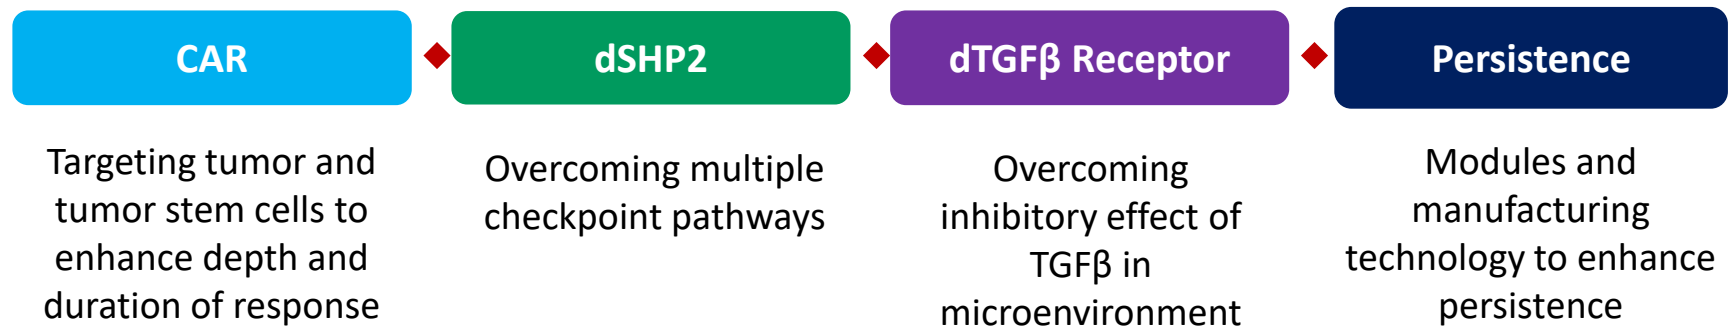 CAR
Targeting tumor and
tumor stem cells to
enhance depth and
duration of response
dSHP2
Overcoming multiple
checkpoint pathways
dTGFβ Receptor
Overcoming
inhibitory effect of
TGFβ in
microenvironment
Persistence
Modules and
manufacturing
technology to enhance
persistence